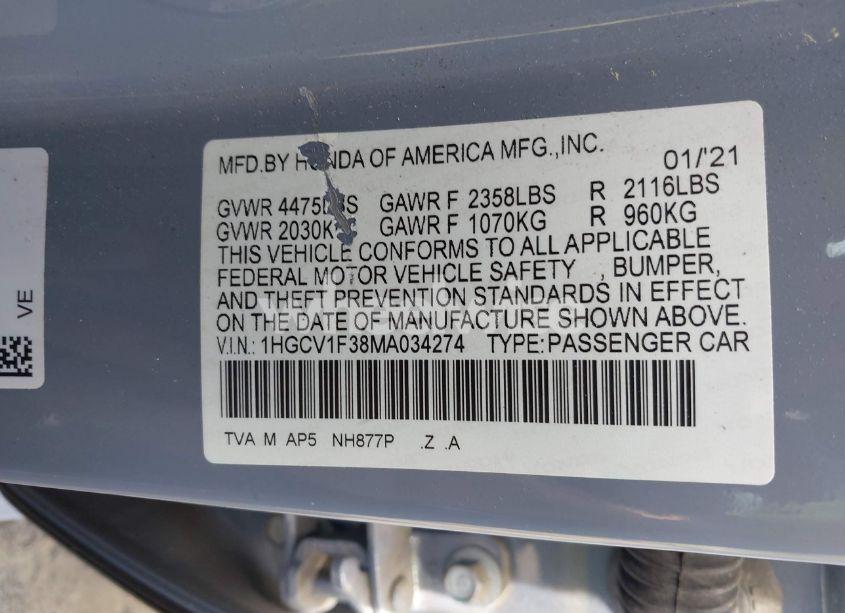 MFD.BY HONDA OF AMERICA MFG.,INC. 01/'21
GVWR 4475LBS GAWR F 2358LBS R 2116LBS
GVWR 2030KG GAWR F 1070KG R 960KG
THIS VEHICLE CONFORMS TO ALL APPLICABLE
FEDERAL MOTOR VEHICLE SAFETY , BUMPER,
AND THEFT PREVENTION STANDARDS IN EFFECT
ON THE DATE OF MANUFACTURE SHOWN ABOVE.
V.I.N.: 1HGCV1F38MA034274 TYPE:PASSENGER CAR
TVA M AP5 NH877P .Z .A
VE